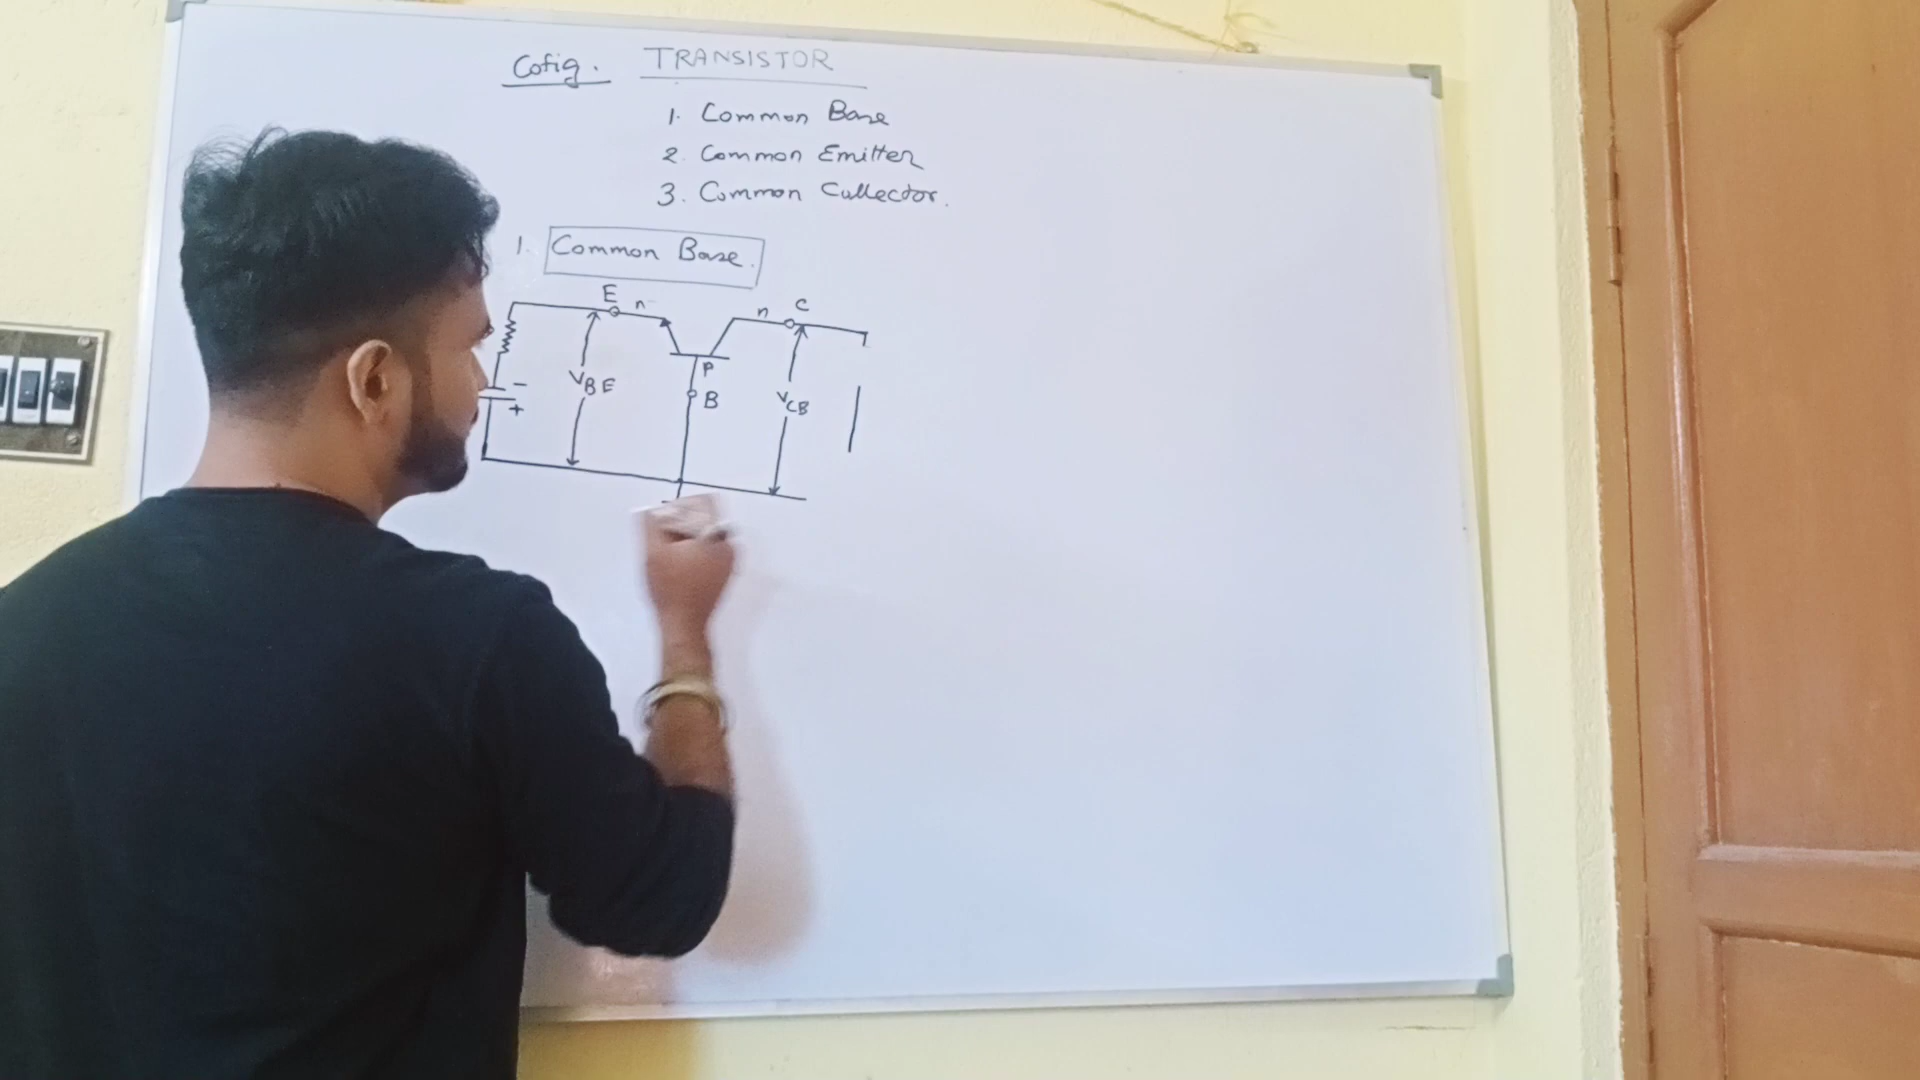 Cofig. TRANSISTOR
1. Common Base
2. Common Emitter
3. Common Cullector.
1. Common Base.
E n n C
- VBE P VCB
+ B